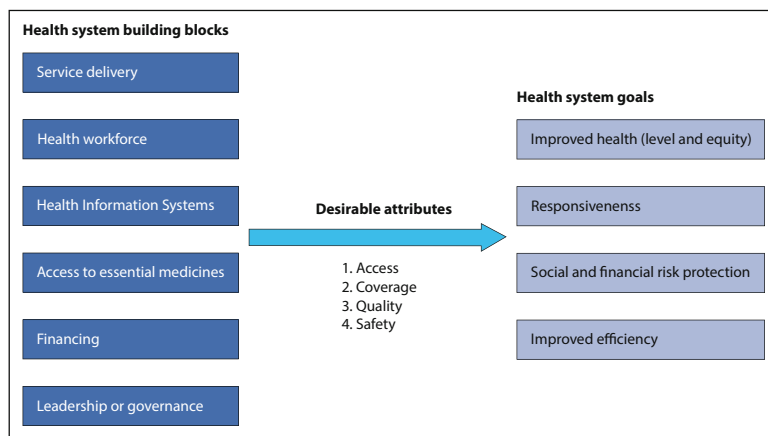 Health system building blocks
Service delivery
Health workforce
Health Information Systems
Access to essential medicines
Financing
Leadership or governance
Desirable attributes
1. Access
2. Coverage
3. Quality
4. Safety
Health system goals
Improved health (level and equity)
Responsivenenss
Social and financial risk protection
Improved efficiency